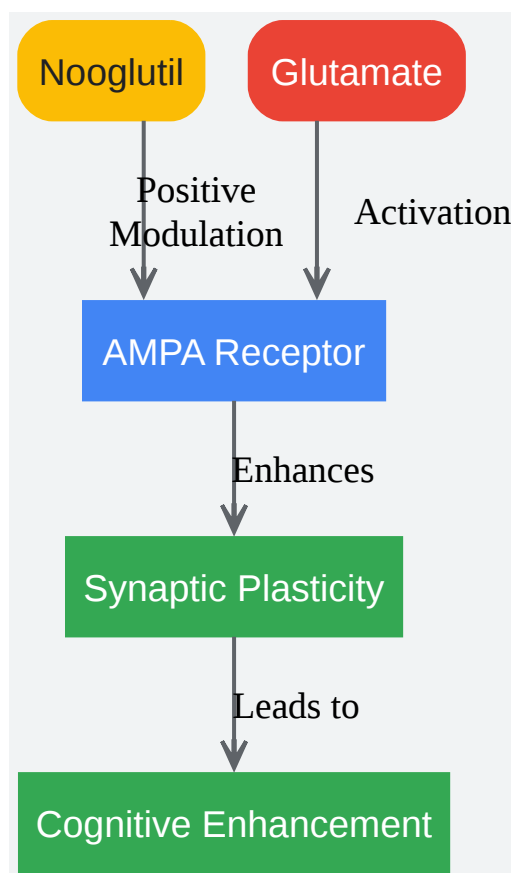 Nooglutil
Glutamate
Positive
Modulation
Activation
AMPA Receptor
Enhances
Synaptic Plasticity
Leads to
Cognitive Enhancement